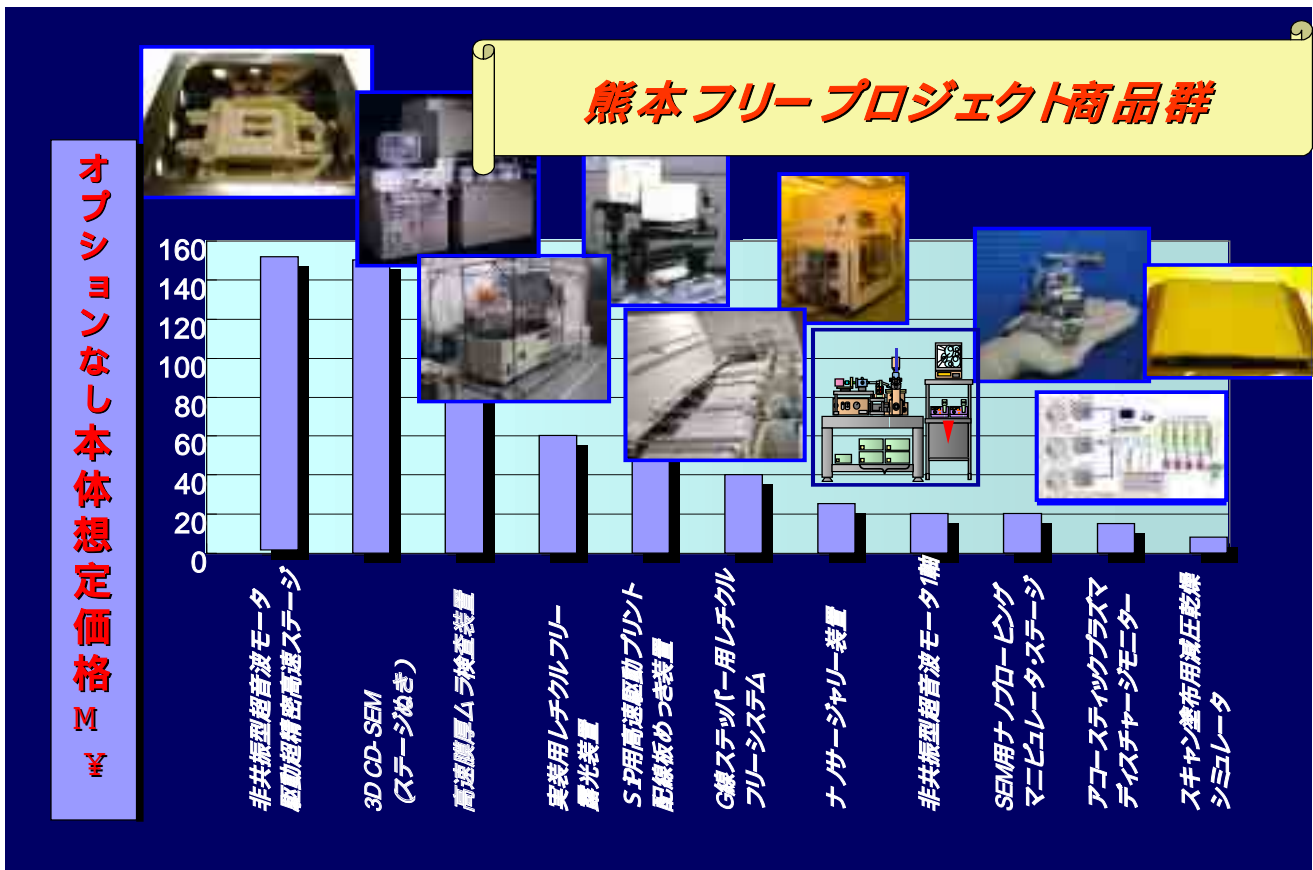 熊本フリープロジェクト商品群
オプションなし本体想定価格 M ¥
160
140
120
100
80
60
40
20
0
非共振型超音波モータ
駆動超精密高速ステージ
3D CD-SEM
(ステージぬき)
高速膜厚ムラ検査装置
実装用レチクルフリー
露光装置
SiP用高速駆動プリント
配線板めっき装置
G線ステッパー用レチクル
フリーシステム
ナノサージャリー装置
非共振型超音波モータ1軸
SEM用ナノプロービング
マニピュレータ・ステージ
アコースティックプラズマ
ディスチャージモニター
スキャン塗布用減圧乾燥
シミュレータ